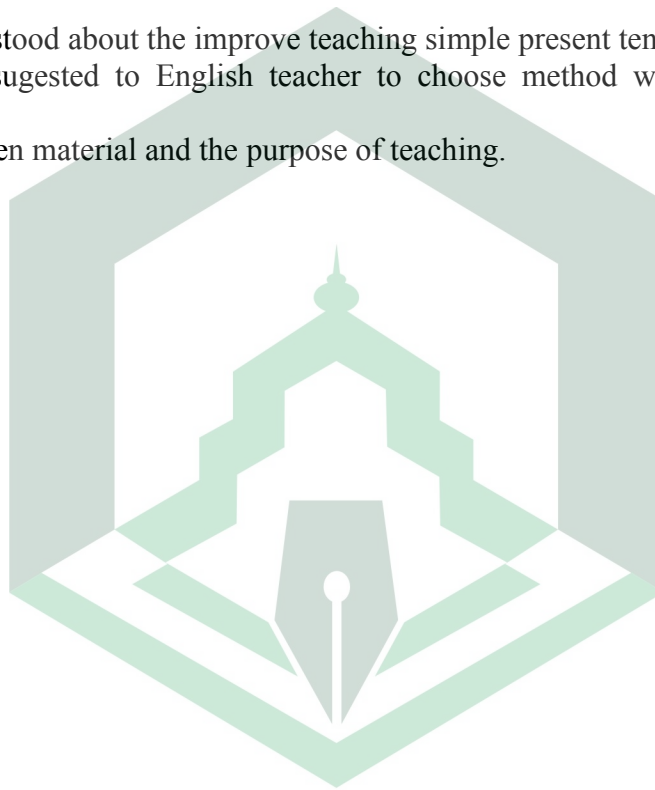 stood about the improve teaching simple present ten
sugested to English teacher to choose method w
en material and the purpose of teaching.